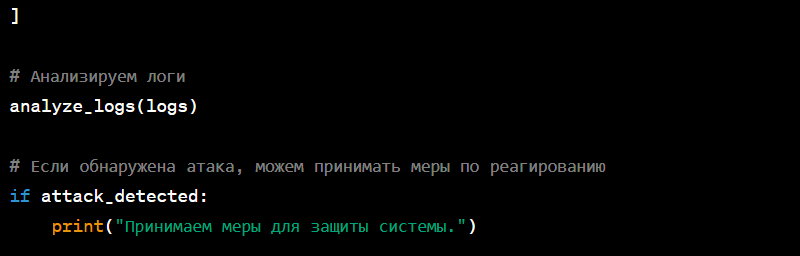 ]
# Анализируем логи
analyze_logs(logs)
# Если обнаружена атака, можем принимать меры по реагированию
if attack_detected:
    print("Принимаем меры для защиты системы.")